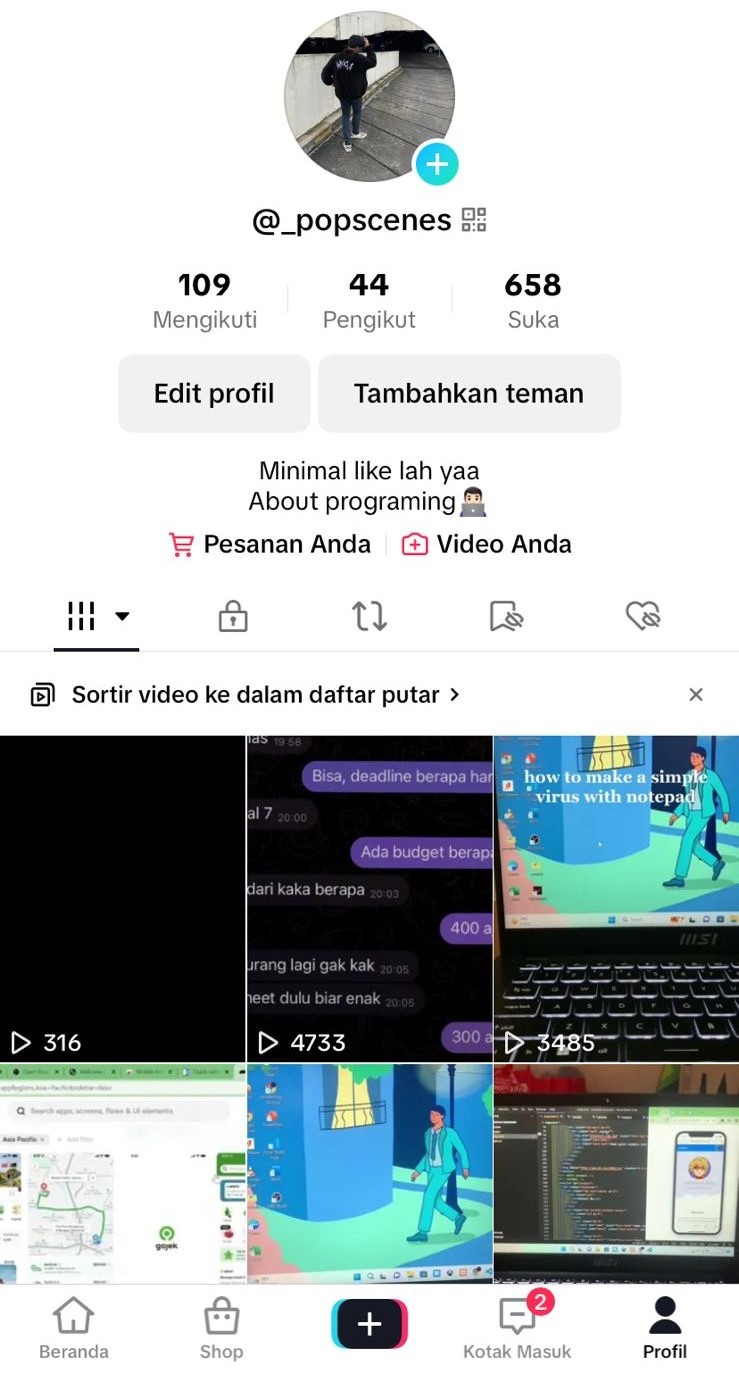 @_popscenes
109
44
658
Mengikuti
Pengikut
Suka
Edit profil
Tambahkan teman
Minimal like lah yaa
About programing
Pesanan Anda
Video Anda
Sortir video ke dalam daftar putar
19:58
Bisa, deadline berapa har
al 7 20:00
Ada budget berapa
dari kaka berapa 20:03
400 a
urang lagi gak kak 20:05
neet dulu biar enak 20:05
300 a
how to make a simple
virus with notepad
msi
316
4733
3485
Search apps, screens, flows & UI elements
Asia Pacific
Add filter
gojek
Beranda
Shop
2
Kotak Masuk
Profil